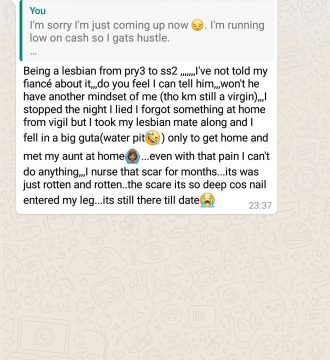 You
I'm sorry I'm just coming up now 😔. I'm running
low on cash so I gats hustle.
...
Being a lesbian from pry3 to ss2 ,,,,,,,I've not told my
fiancé about it,,,do you feel I can tell him,,,won't he
have another mindset of me (tho km still a virgin),,,I
stopped the night I lied I forgot something at home
from vigil but I took my lesbian mate along and I
fell in a big guta(water pit🤣) only to get home and
met my aunt at home🤦🏾‍♀️...even with that pain I can't
do anything,,,I nurse that scar for months...its was
just rotten and rotten..the scare its so deep cos nail
entered my leg...its still there till date😭
23:37